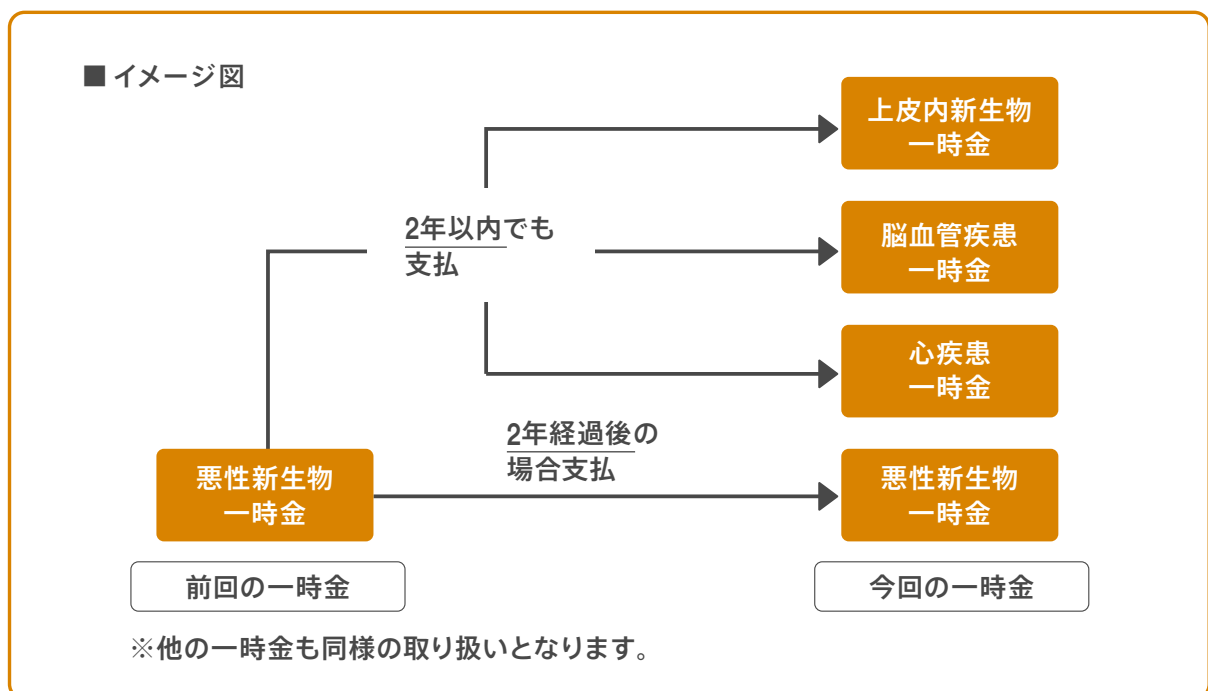 ■ イメージ図
上皮内新生物
一時金
2年以内でも
支払
脳血管疾患
一時金
心疾患
一時金
2年経過後の
場合支払
悪性新生物
一時金
悪性新生物
一時金
前回の一時金
今回の一時金
※他の一時金も同様の取り扱いとなります。